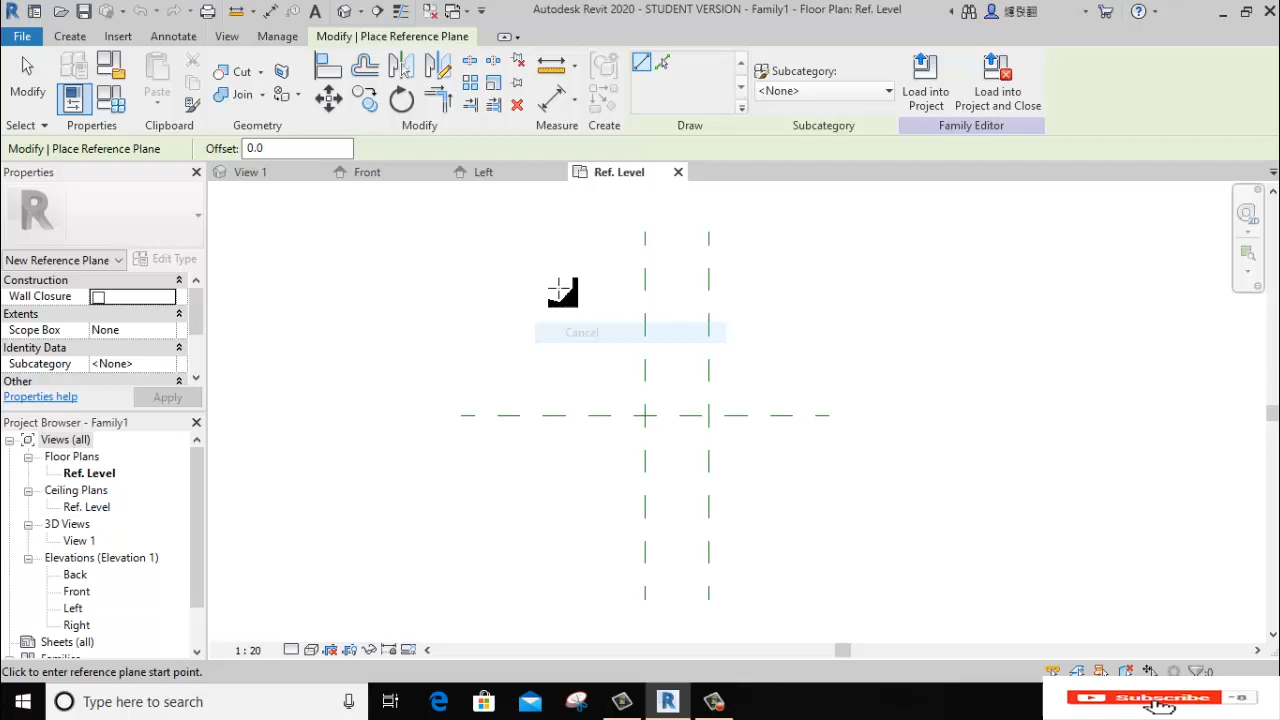 Autodesk Revit 2020 - STUDENT VERSION - Family1 - Floor Plan: Ref. Level
File Create Insert Annotate View Manage Modify | Place Reference Plane
Modify Paste Cut Join Load into Project Load into Project and Close
Subcategory:
<None>
Select Properties Clipboard Geometry Modify Measure Create Draw Subcategory Family Editor
Modify | Place Reference Plane Offset: 0.0
Properties View 1 Front Left Ref. Level
New Reference Plane Edit Type
Construction
Wall Closure
Extents
Scope Box None
Identity Data
Subcategory <None>
Other
Properties help Apply
Cancel
Project Browser - Family1
Views (all)
Floor Plans
Ref. Level
Ceiling Plans
Ref. Level
3D Views
View 1
Elevations (Elevation 1)
Back
Front
Left
Right
Sheets (all)
1 : 20
Click to enter reference plane start point. :0
Type here to search
Subscribe